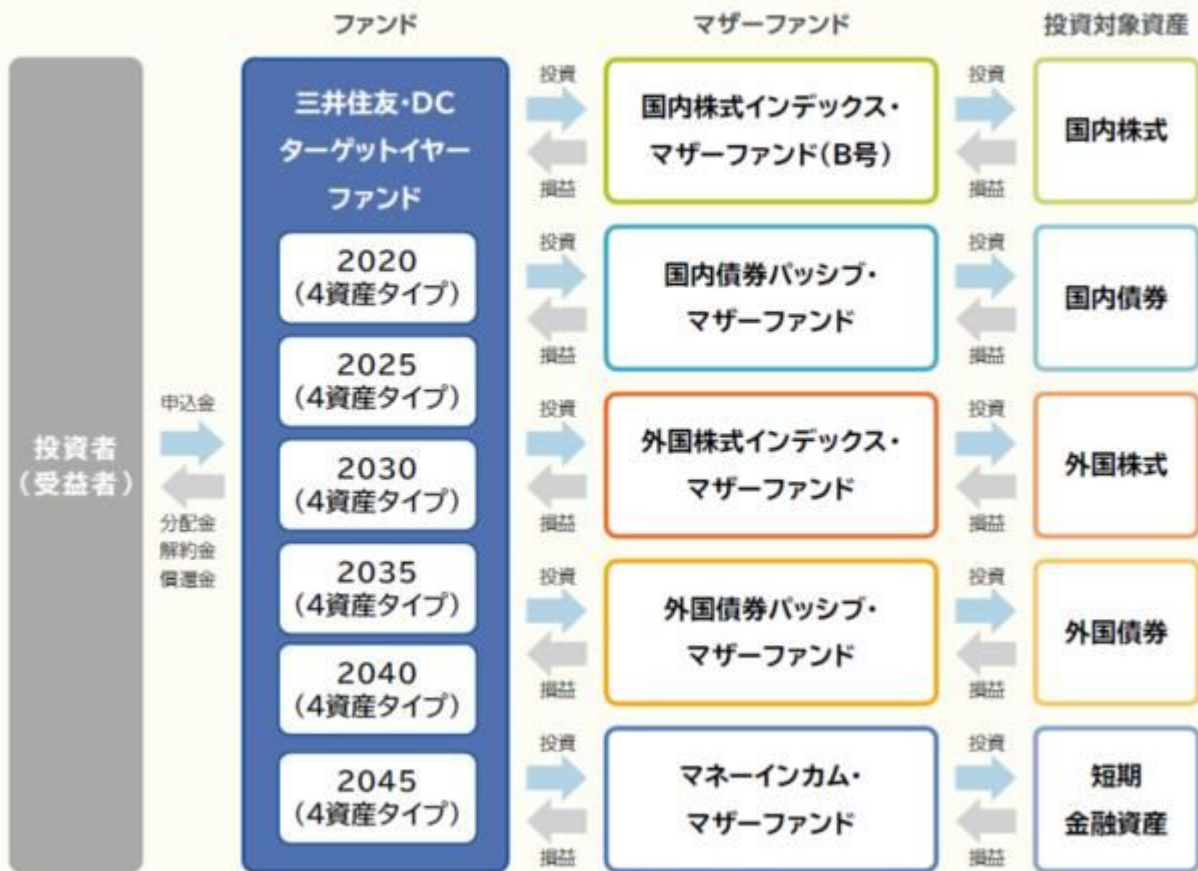 ファンド
マザーファンド
投資対象資産
投資者
(受益者)
申込金
分配金
解約金
償還金
三井住友・DC
ターゲットイヤー
ファンド
2020
(4資産タイプ)
2025
(4資産タイプ)
2030
(4資産タイプ)
2035
(4資産タイプ)
2040
(4資産タイプ)
2045
(4資産タイプ)
投資
損益
国内株式インデックス・
マザーファンド(B号)
投資
損益
国内株式
投資
損益
国内債券パッシブ・
マザーファンド
投資
損益
国内債券
投資
損益
外国株式インデックス・
マザーファンド
投資
損益
外国株式
投資
損益
外国債券パッシブ・
マザーファンド
投資
損益
外国債券
投資
損益
マネーインカム・
マザーファンド
投資
損益
短期
金融資産